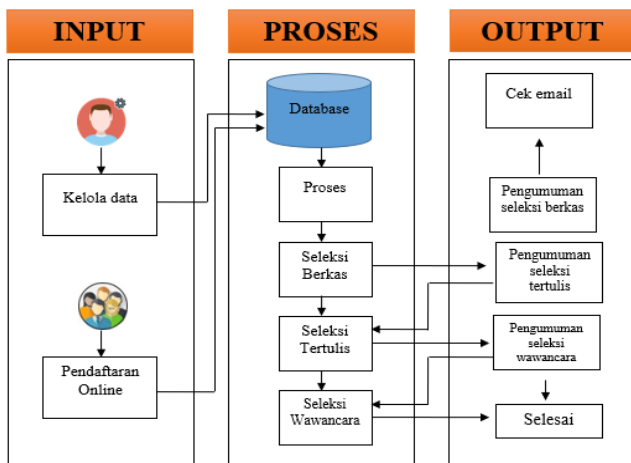 INPUT
Kelola data
Pendaftaran
Online
PROSES
Database
Proses
Seleksi
Berkas
Seleksi
Tertulis
Seleksi
Wawancara
OUTPUT
Cek email
Pengumuman
seleksi berkas
Pengumuman
seleksi
tertulis
Pengumuman
seleksi
wawancara
Selesai